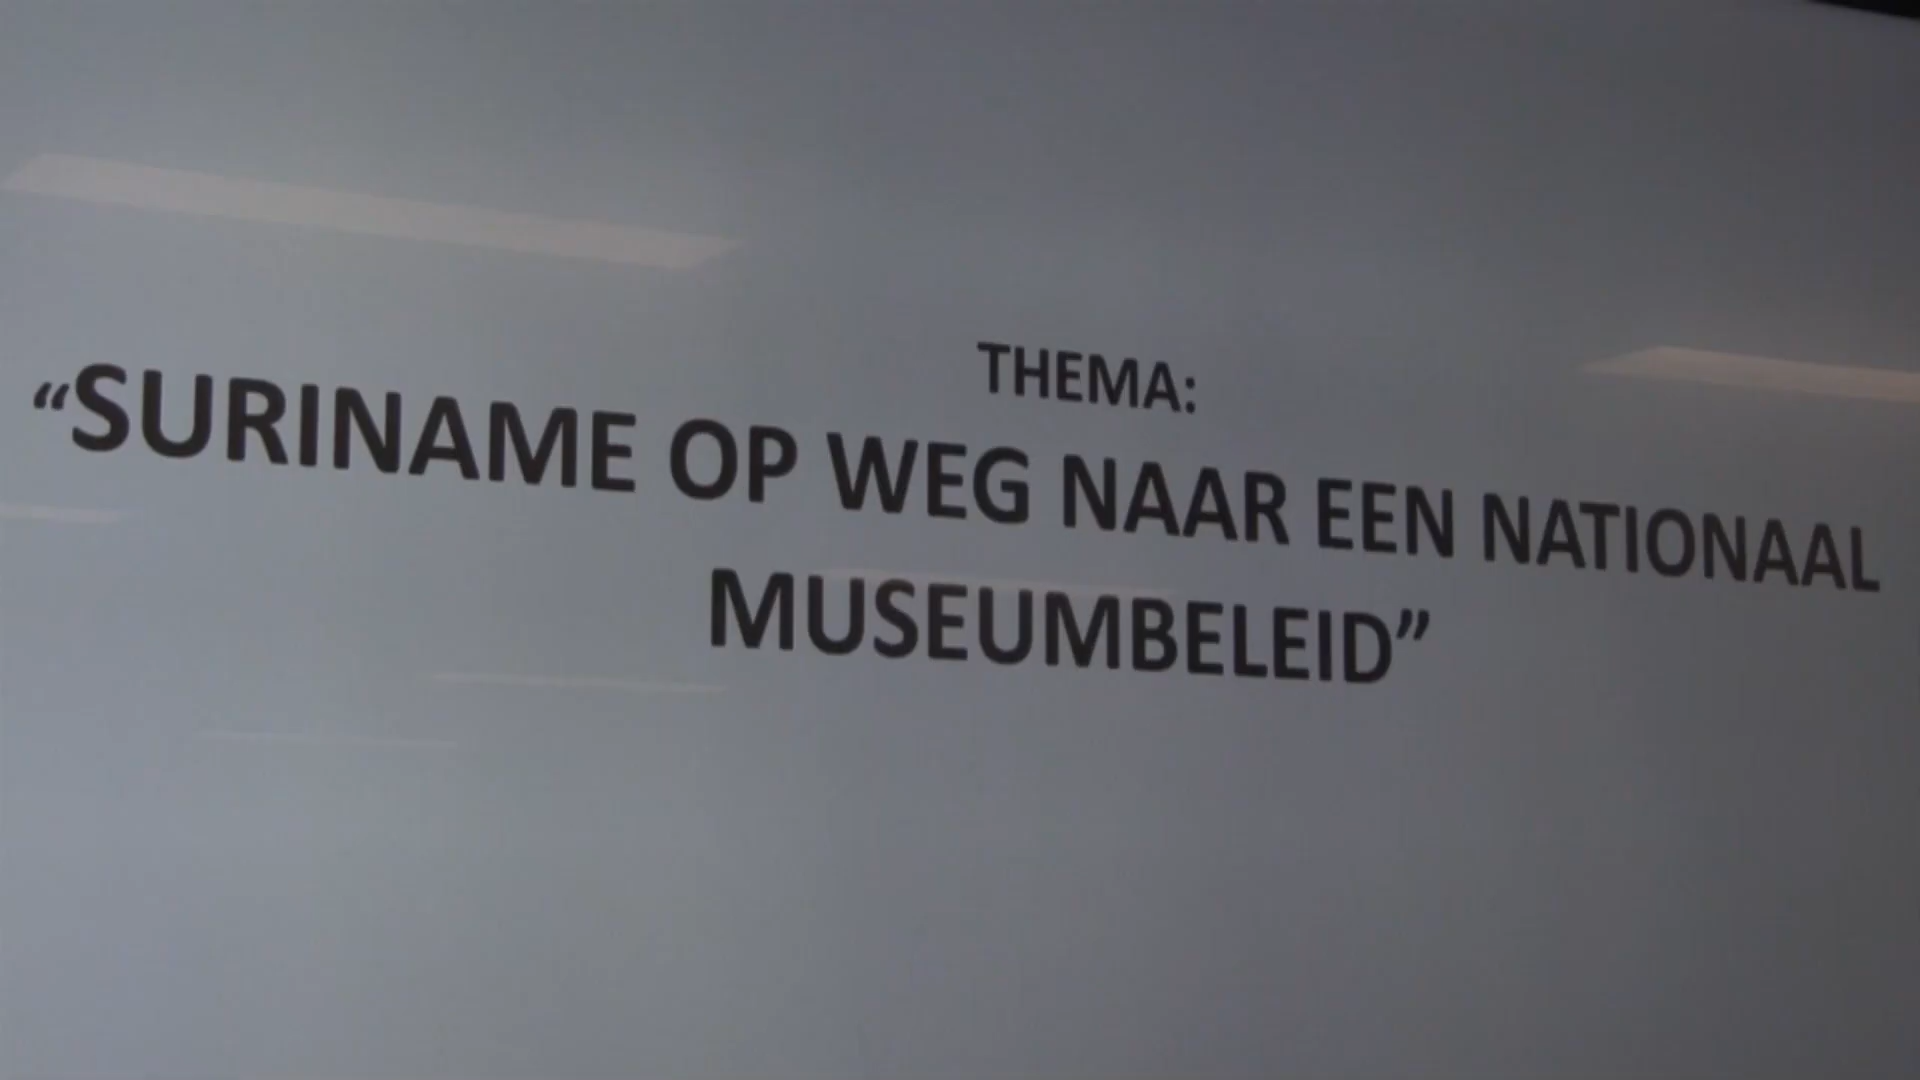 THEMA:
“SURINAME OP WEG NAAR EEN NATIONAAL
MUSEUMBELEID”